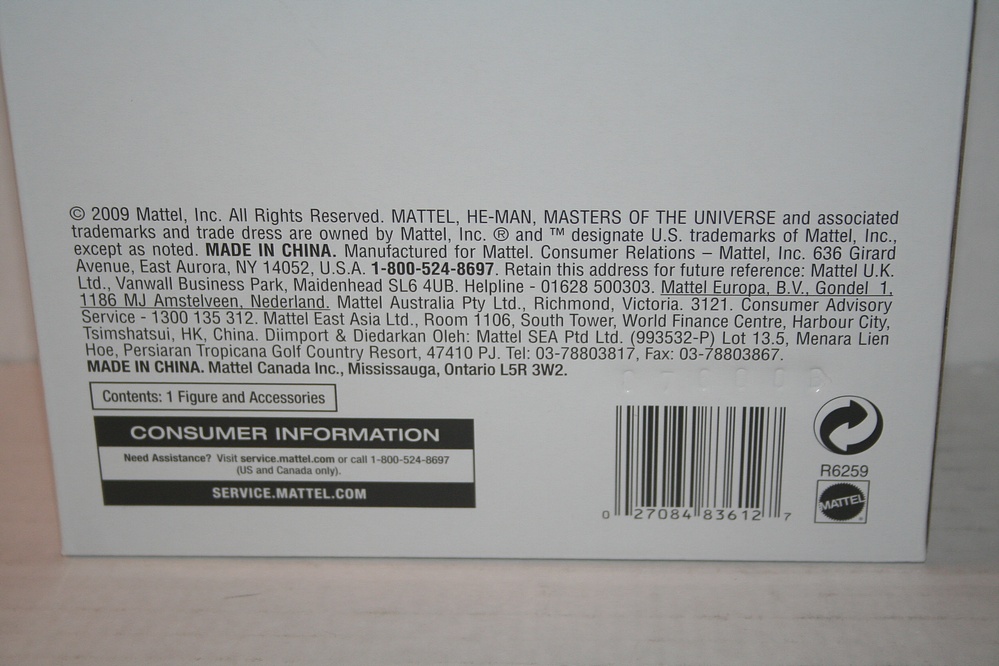 © 2009 Mattel, Inc. All Rights Reserved. MATTEL, HE-MAN, MASTERS OF THE UNIVERSE and associated
trademarks and trade dress are owned by Mattel, Inc. ® and ™ designate U.S. trademarks of Mattel, Inc.,
except as noted. MADE IN CHINA. Manufactured for Mattel. Consumer Relations – Mattel, Inc. 636 Girard
Avenue, East Aurora, NY 14052, U.S.A. 1-800-524-8697. Retain this address for future reference: Mattel U.K.
Ltd., Vanwall Business Park, Maidenhead SL6 4UB. Helpline - 01628 500303. Mattel Europa, B.V., Gondel 1,
1186 MJ Amstelveen, Nederland. Mattel Australia Pty Ltd., Richmond, Victoria. 3121. Consumer Advisory
Service - 1300 135 312. Mattel East Asia Ltd., Room 1106, South Tower, World Finance Centre, Harbour City,
Tsimshatsui, HK, China. Diimport & Diedarkan Oleh: Mattel SEA Ptd Ltd. (993532-P) Lot 13.5, Menara Lien
Hoe, Persiaran Tropicana Golf Country Resort, 47410 PJ. Tel: 03-78803817, Fax: 03-78803867.
MADE IN CHINA. Mattel Canada Inc., Mississauga, Ontario L5R 3W2.
Contents: 1 Figure and Accessories
CONSUMER INFORMATION
Need Assistance? Visit service.mattel.com or call 1-800-524-8697
(US and Canada only).
SERVICE.MATTEL.COM
0 27084 83612 7
R6259
MATTEL